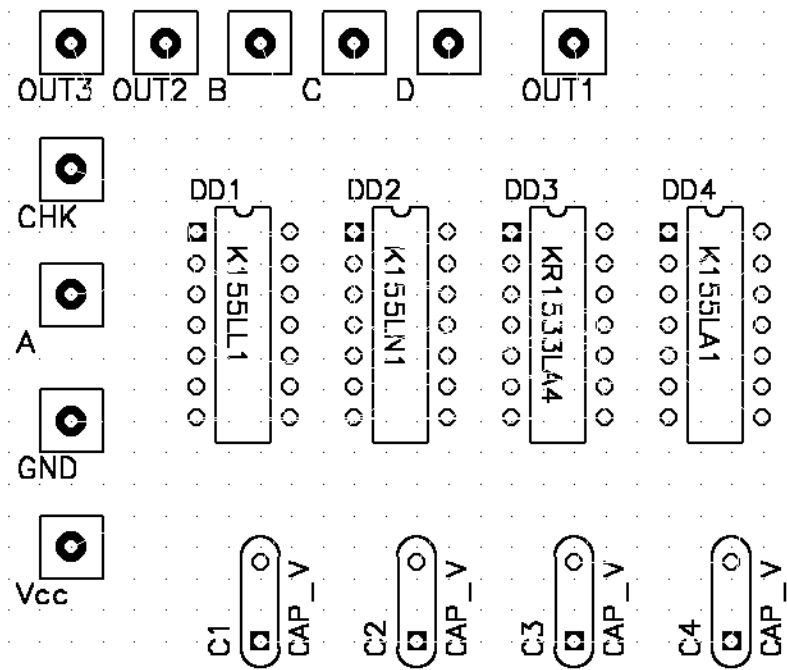 OUT3 OUT2 B C D OUT1
CHK
DD1 DD2 DD3 DD4
K155LL1
K155LN1
KR1533LA4
K155LA1
A
GND
Vcc
C1 CAP_V
C2 CAP_V
C3 CAP_V
C4 CAP_V